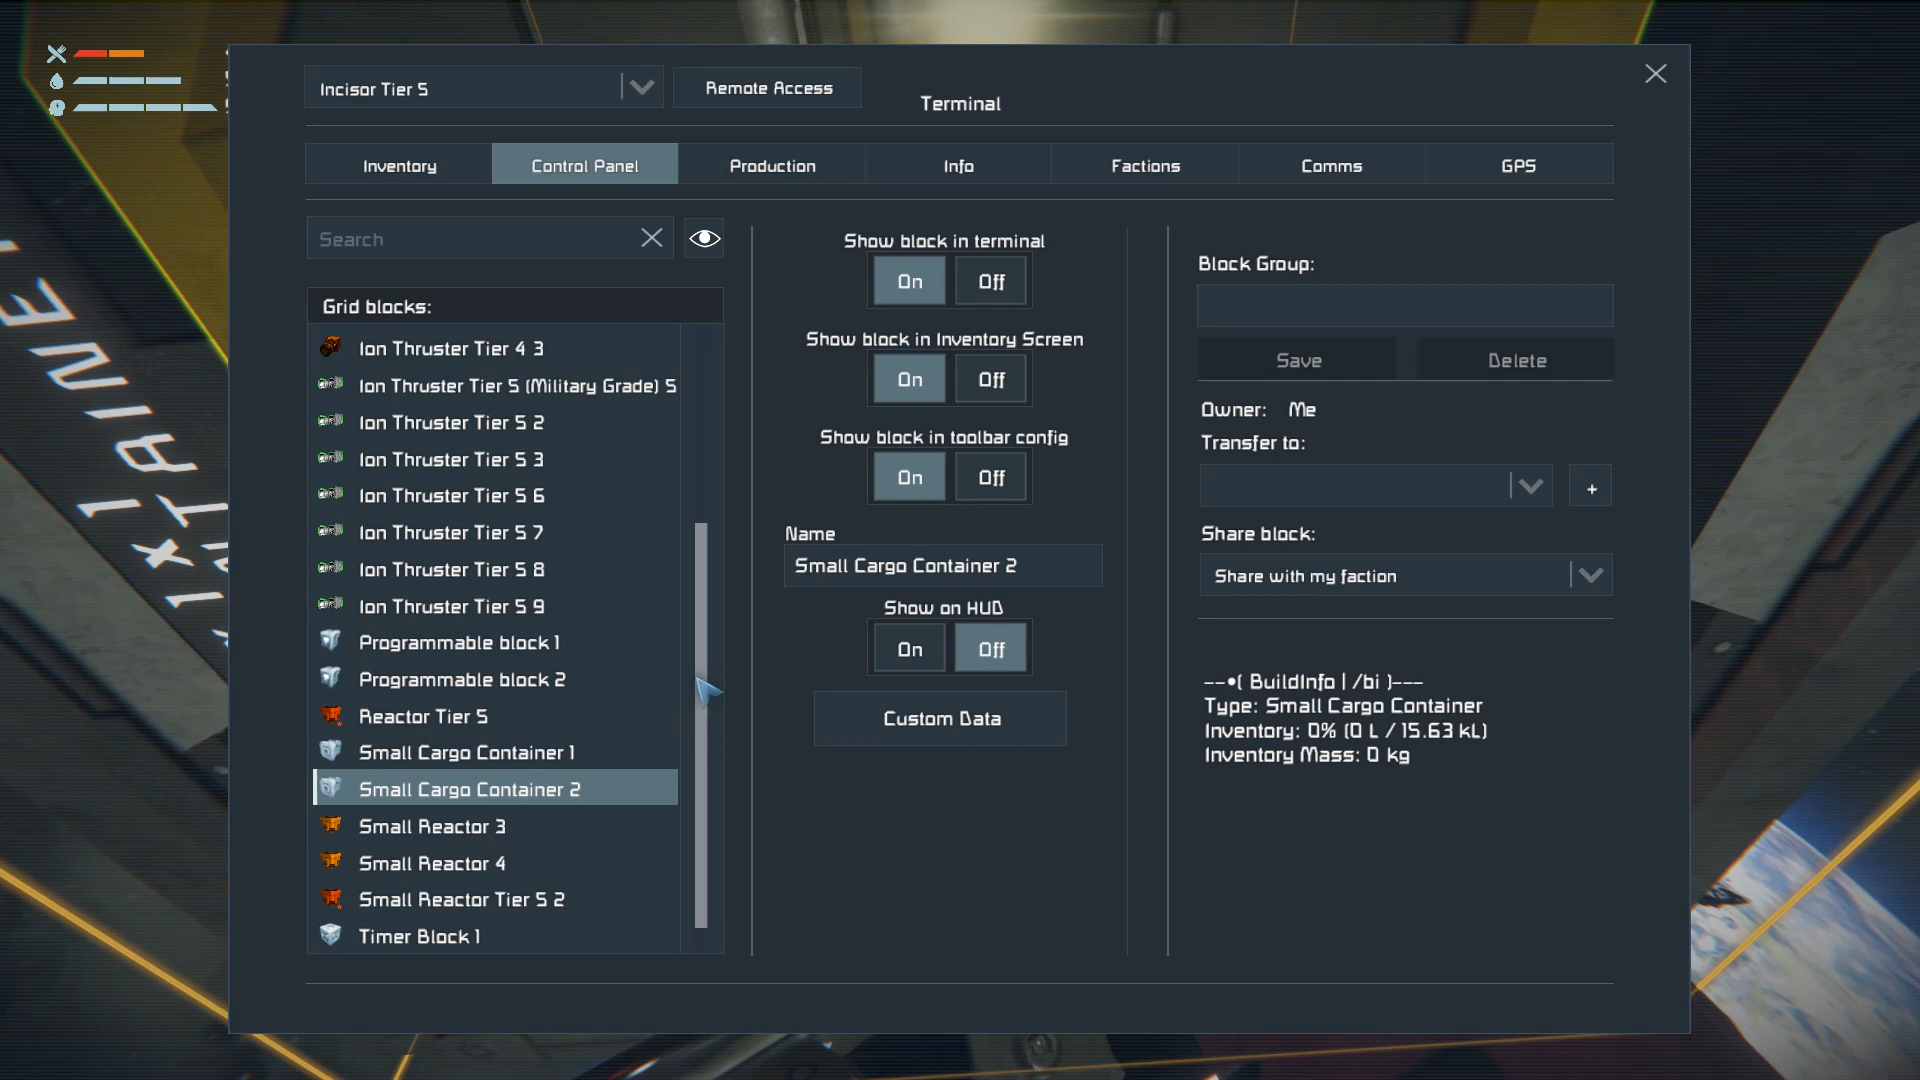 Incisor Tier 5
Remote Access
Terminal
Inventory
Control Panel
Production
Info
Factions
Comms
GPS
Search
Grid blocks:
Ion Thruster Tier 4 3
Ion Thruster Tier 5 (Military Grade) 5
Ion Thruster Tier 5 2
Ion Thruster Tier 5 3
Ion Thruster Tier 5 6
Ion Thruster Tier 5 7
Ion Thruster Tier 5 8
Ion Thruster Tier 5 9
Programmable block 1
Programmable block 2
Reactor Tier 5
Small Cargo Container 1
Small Cargo Container 2
Small Reactor 3
Small Reactor 4
Small Reactor Tier 5 2
Timer Block 1
Show block in terminal
On Off
Show block in Inventory Screen
On Off
Show block in toolbar config
On Off
Name
Small Cargo Container 2
Show on HUD
On Off
Custom Data
Block Group:
Save Delete
Owner: Me
Transfer to:
+
Share block:
Share with my faction
--•( BuildInfo | /bi )---
Type: Small Cargo Container
Inventory: 0% (0 L / 15.63 kL)
Inventory Mass: 0 kg